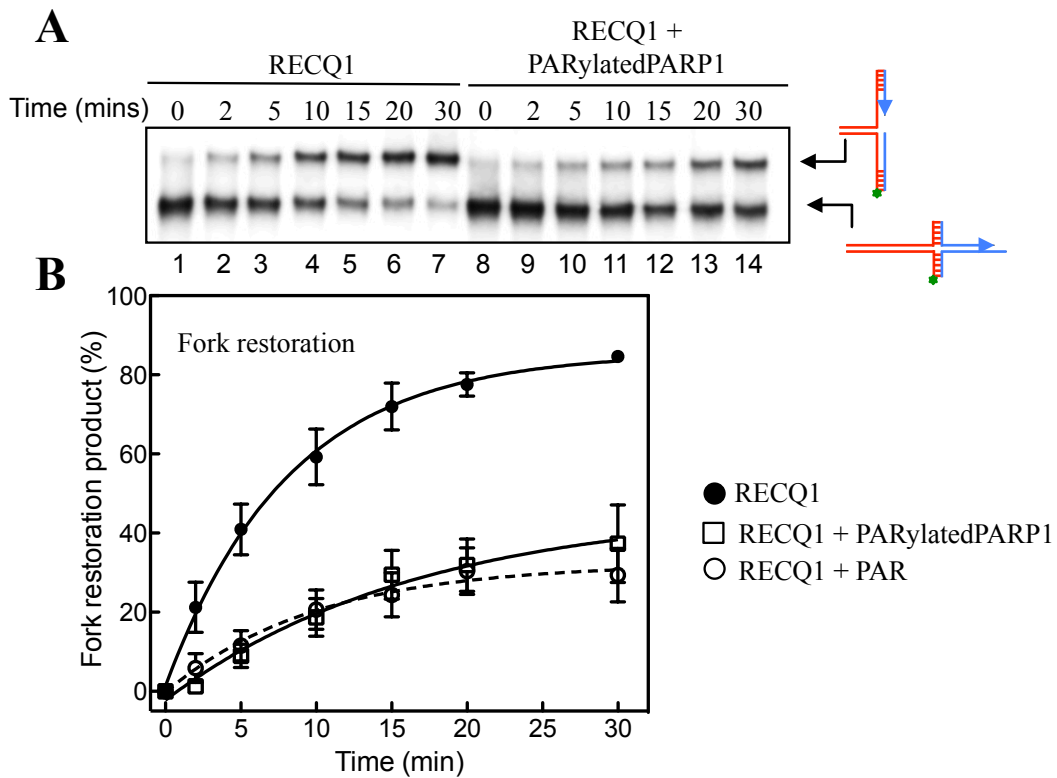 A
RECQ1
RECQ1 +
PARylatedPARP1
Time (mins) 0 2 5 10 15 20 30 0 2 5 10 15 20 30
1 2 3 4 5 6 7 8 9 10 11 12 13 14
B
Fork restoration product (%)
100
80
60
40
20
0
Fork restoration
0 5 10 15 20 25 30
Time (min)
RECQ1
RECQ1 + PARylatedPARP1
RECQ1 + PAR